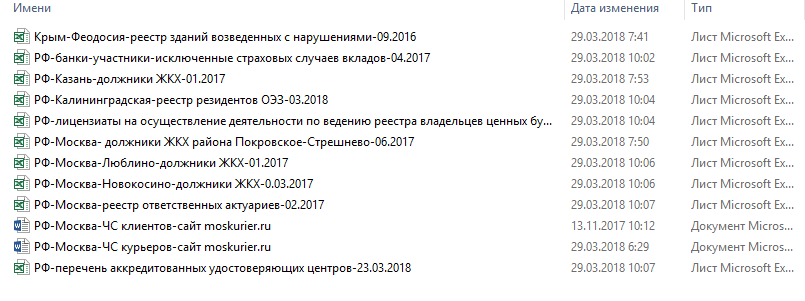 Имени Дата изменения Тип
Крым-Феодосия-реестр зданий возведенных с нарушениями-09.2016 29.03.2018 7:41 Лист Microsoft Ex...
РФ-банки-участники-исключенные страховых случаев вкладов-04.2017 29.03.2018 10:02 Лист Microsoft Ex...
РФ-Казань-должники ЖКХ-01.2017 29.03.2018 7:53 Лист Microsoft Ex...
РФ-Калининградская-реестр резидентов ОЭЗ-03.2018 29.03.2018 10:04 Лист Microsoft Ex...
РФ-лицензиаты на осуществление деятельности по ведению реестра владельцев ценных бу... 29.03.2018 10:04 Лист Microsoft Ex...
РФ-Москва- должники ЖКХ района Покровское-Стрешнево-06.2017 29.03.2018 7:50 Лист Microsoft Ex...
РФ-Москва-Люблино-должники ЖКХ-01.2017 29.03.2018 10:06 Лист Microsoft Ex...
РФ-Москва-Новокосино-должники ЖКХ-0.03.2017 29.03.2018 10:06 Лист Microsoft Ex...
РФ-Москва-реестр ответственных актуариев-02.2017 29.03.2018 10:07 Лист Microsoft Ex...
РФ-Москва-ЧС клиентов-сайт moskurier.ru 13.11.2017 10:12 Документ Micros...
РФ-Москва-ЧС курьеров-сайт moskurier.ru 29.03.2018 6:29 Документ Micros...
РФ-перечень аккредитованных удостоверяющих центров-23.03.2018 29.03.2018 10:07 Лист Microsoft Ex...